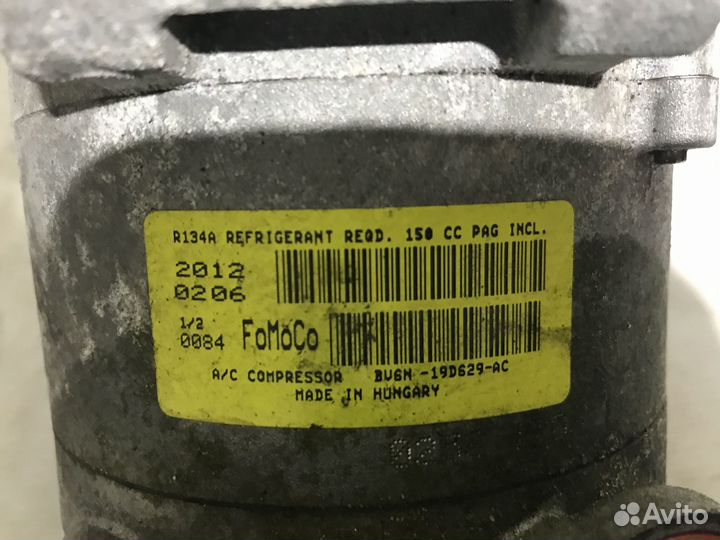 R134A REFRIGERANT REQD. 150 CC PAG INCL.
2012
0206
1/2
0084 FoMoCo
A/C COMPRESSOR BV6N -19D629-AC
MADE IN HUNGARY
Avito